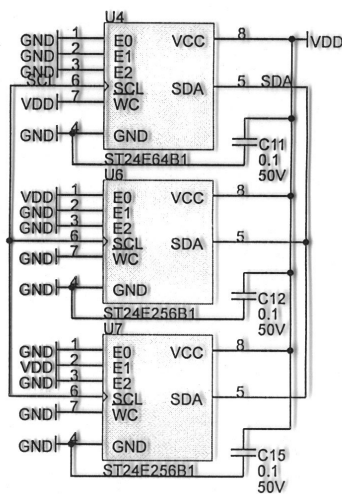 U4
GND 1 E0 VCC 8 VDD
GND 2 E1
GND 3 E2
SCL 6 SCL SDA 5 SDA
VDD 7 WC
GND 4 GND
C11
0.1
50V
ST24E64B1
U6
VDD 1 E0 VCC 8
GND 2 E1
GND 3 E2
6 SCL SDA 5
GND 7 WC
GND 4 GND
C12
0.1
50V
ST24E256B1
U7
GND 1 E0 VCC 8
VDD 2 E1
GND 3 E2
6 SCL SDA 5
GND 7 WC
GND 4 GND
C15
0.1
50V
ST24E256B1